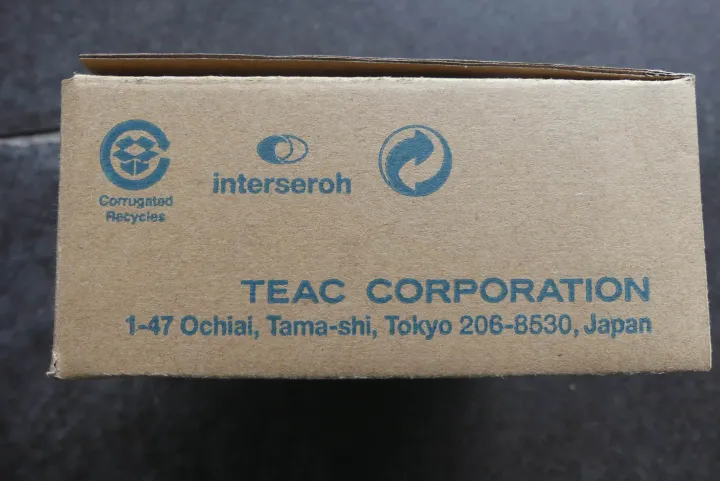 Corrugated
Recycles
interseroh
TEAC CORPORATION
1-47 Ochiai, Tama-shi, Tokyo 206-8530, Japan